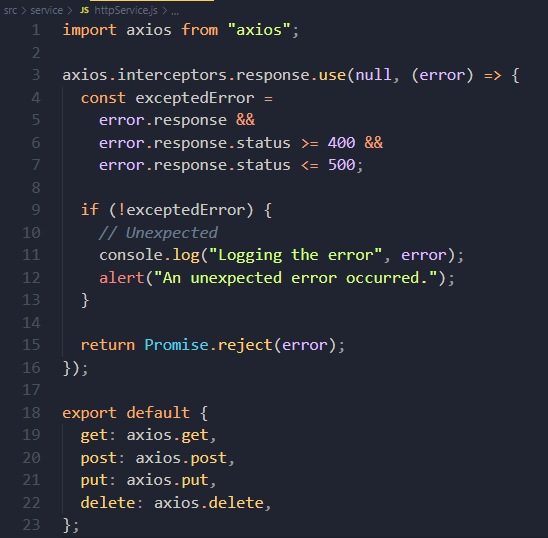 src > service > JS httpService.js > ...
1 import axios from "axios";
2
3 axios.interceptors.response.use(null, (error) => {
4   const exceptedError =
5     error.response &&
6     error.response.status >= 400 &&
7     error.response.status <= 500;
8
9   if (!exceptedError) {
10     // Unexpected
11     console.log("Logging the error", error);
12     alert("An unexpected error occurred.");
13   }
14
15   return Promise.reject(error);
16 });
17
18 export default {
19   get: axios.get,
20   post: axios.post,
21   put: axios.put,
22   delete: axios.delete,
23 };